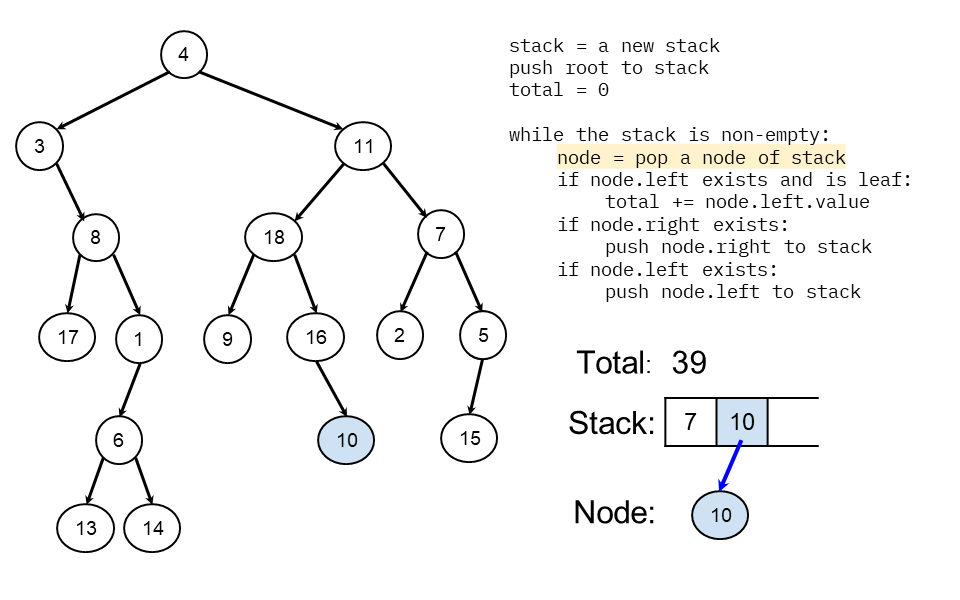 4
stack = a new stack
push root to stack
total = 0
while the stack is non-empty:
node = pop a node of stack
if node.left exists and is leaf:
total += node.left.value
if node.right exists:
push node.right to stack
if node.left exists:
push node.left to stack
3 11
8 18 7
17 1 9 16 2 5
6 10 15
13 14
Total: 39
Stack: 7 10
Node: 10